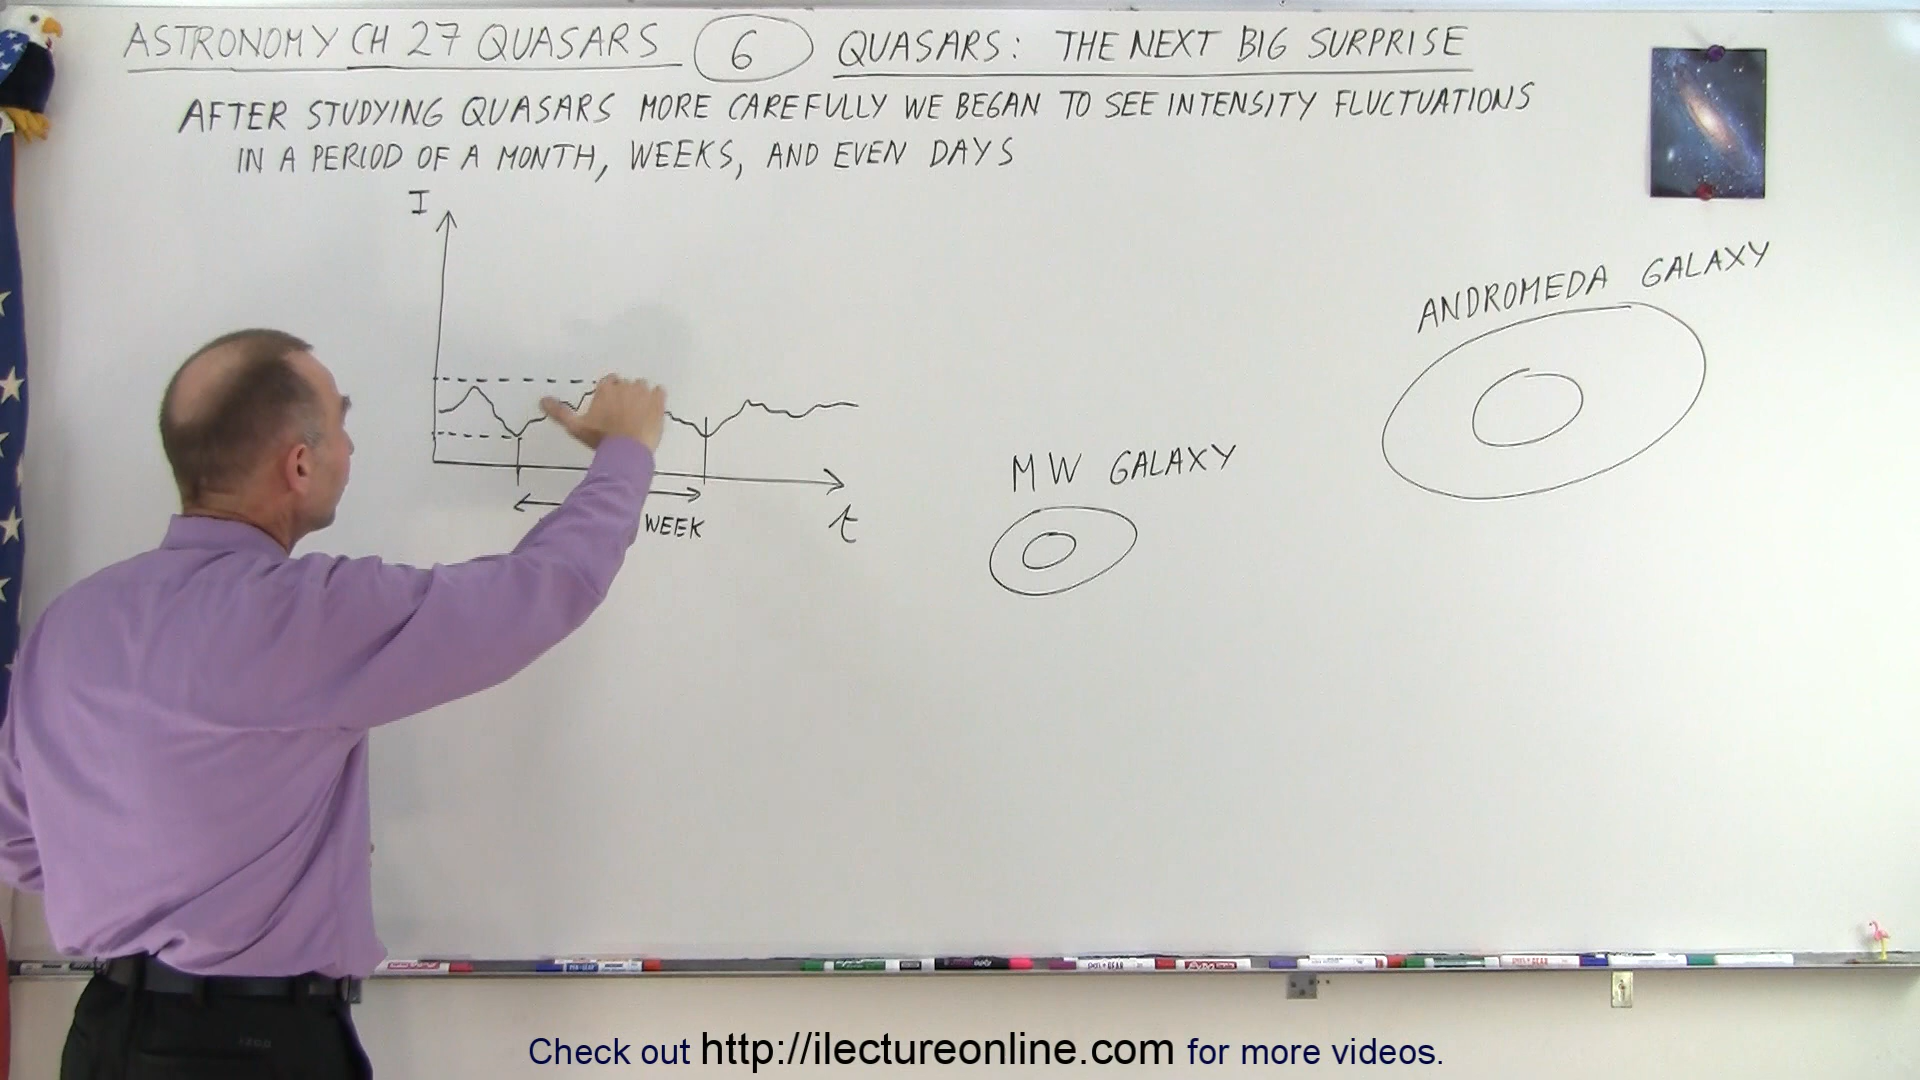 ASTRONOMY CH 27 QUASARS 6 QUASARS: THE NEXT BIG SURPRISE
AFTER STUDYING QUASARS MORE CAREFULLY WE BEGAN TO SEE INTENSITY FLUCTUATIONS
IN A PERIOD OF A MONTH, WEEKS, AND EVEN DAYS
I
ANDROMEDA GALAXY
MW GALAXY
WEEK
t
Check out http://ilectureonline.com for more videos.